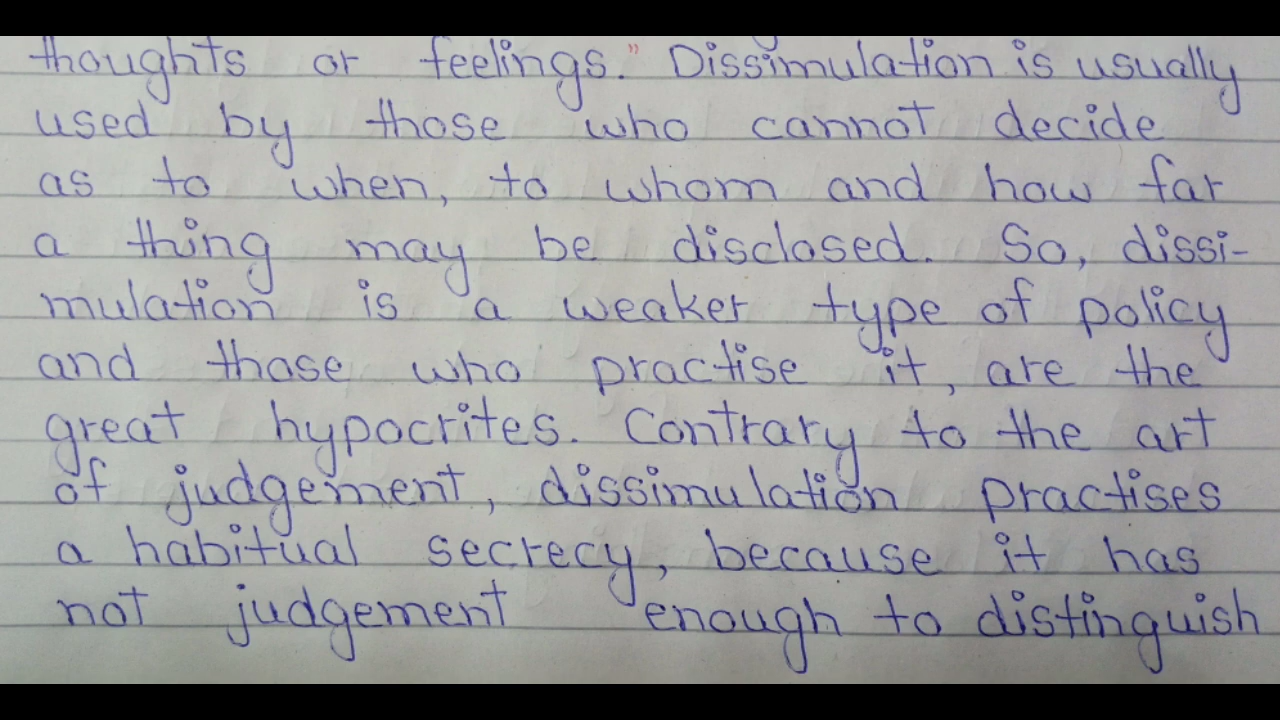 thoughts or feelings." Dissimulation is usually
used by those who cannot decide
as to when, to whom and how far
a thing may be disclosed. So, dissi-
mulation is a weaker type of policy
and those who practise it, are the
great hypocrites. Contrary to the art
of judgement, dissimulation practises
a habitual secrecy, because it has
not judgement enough to distinguish